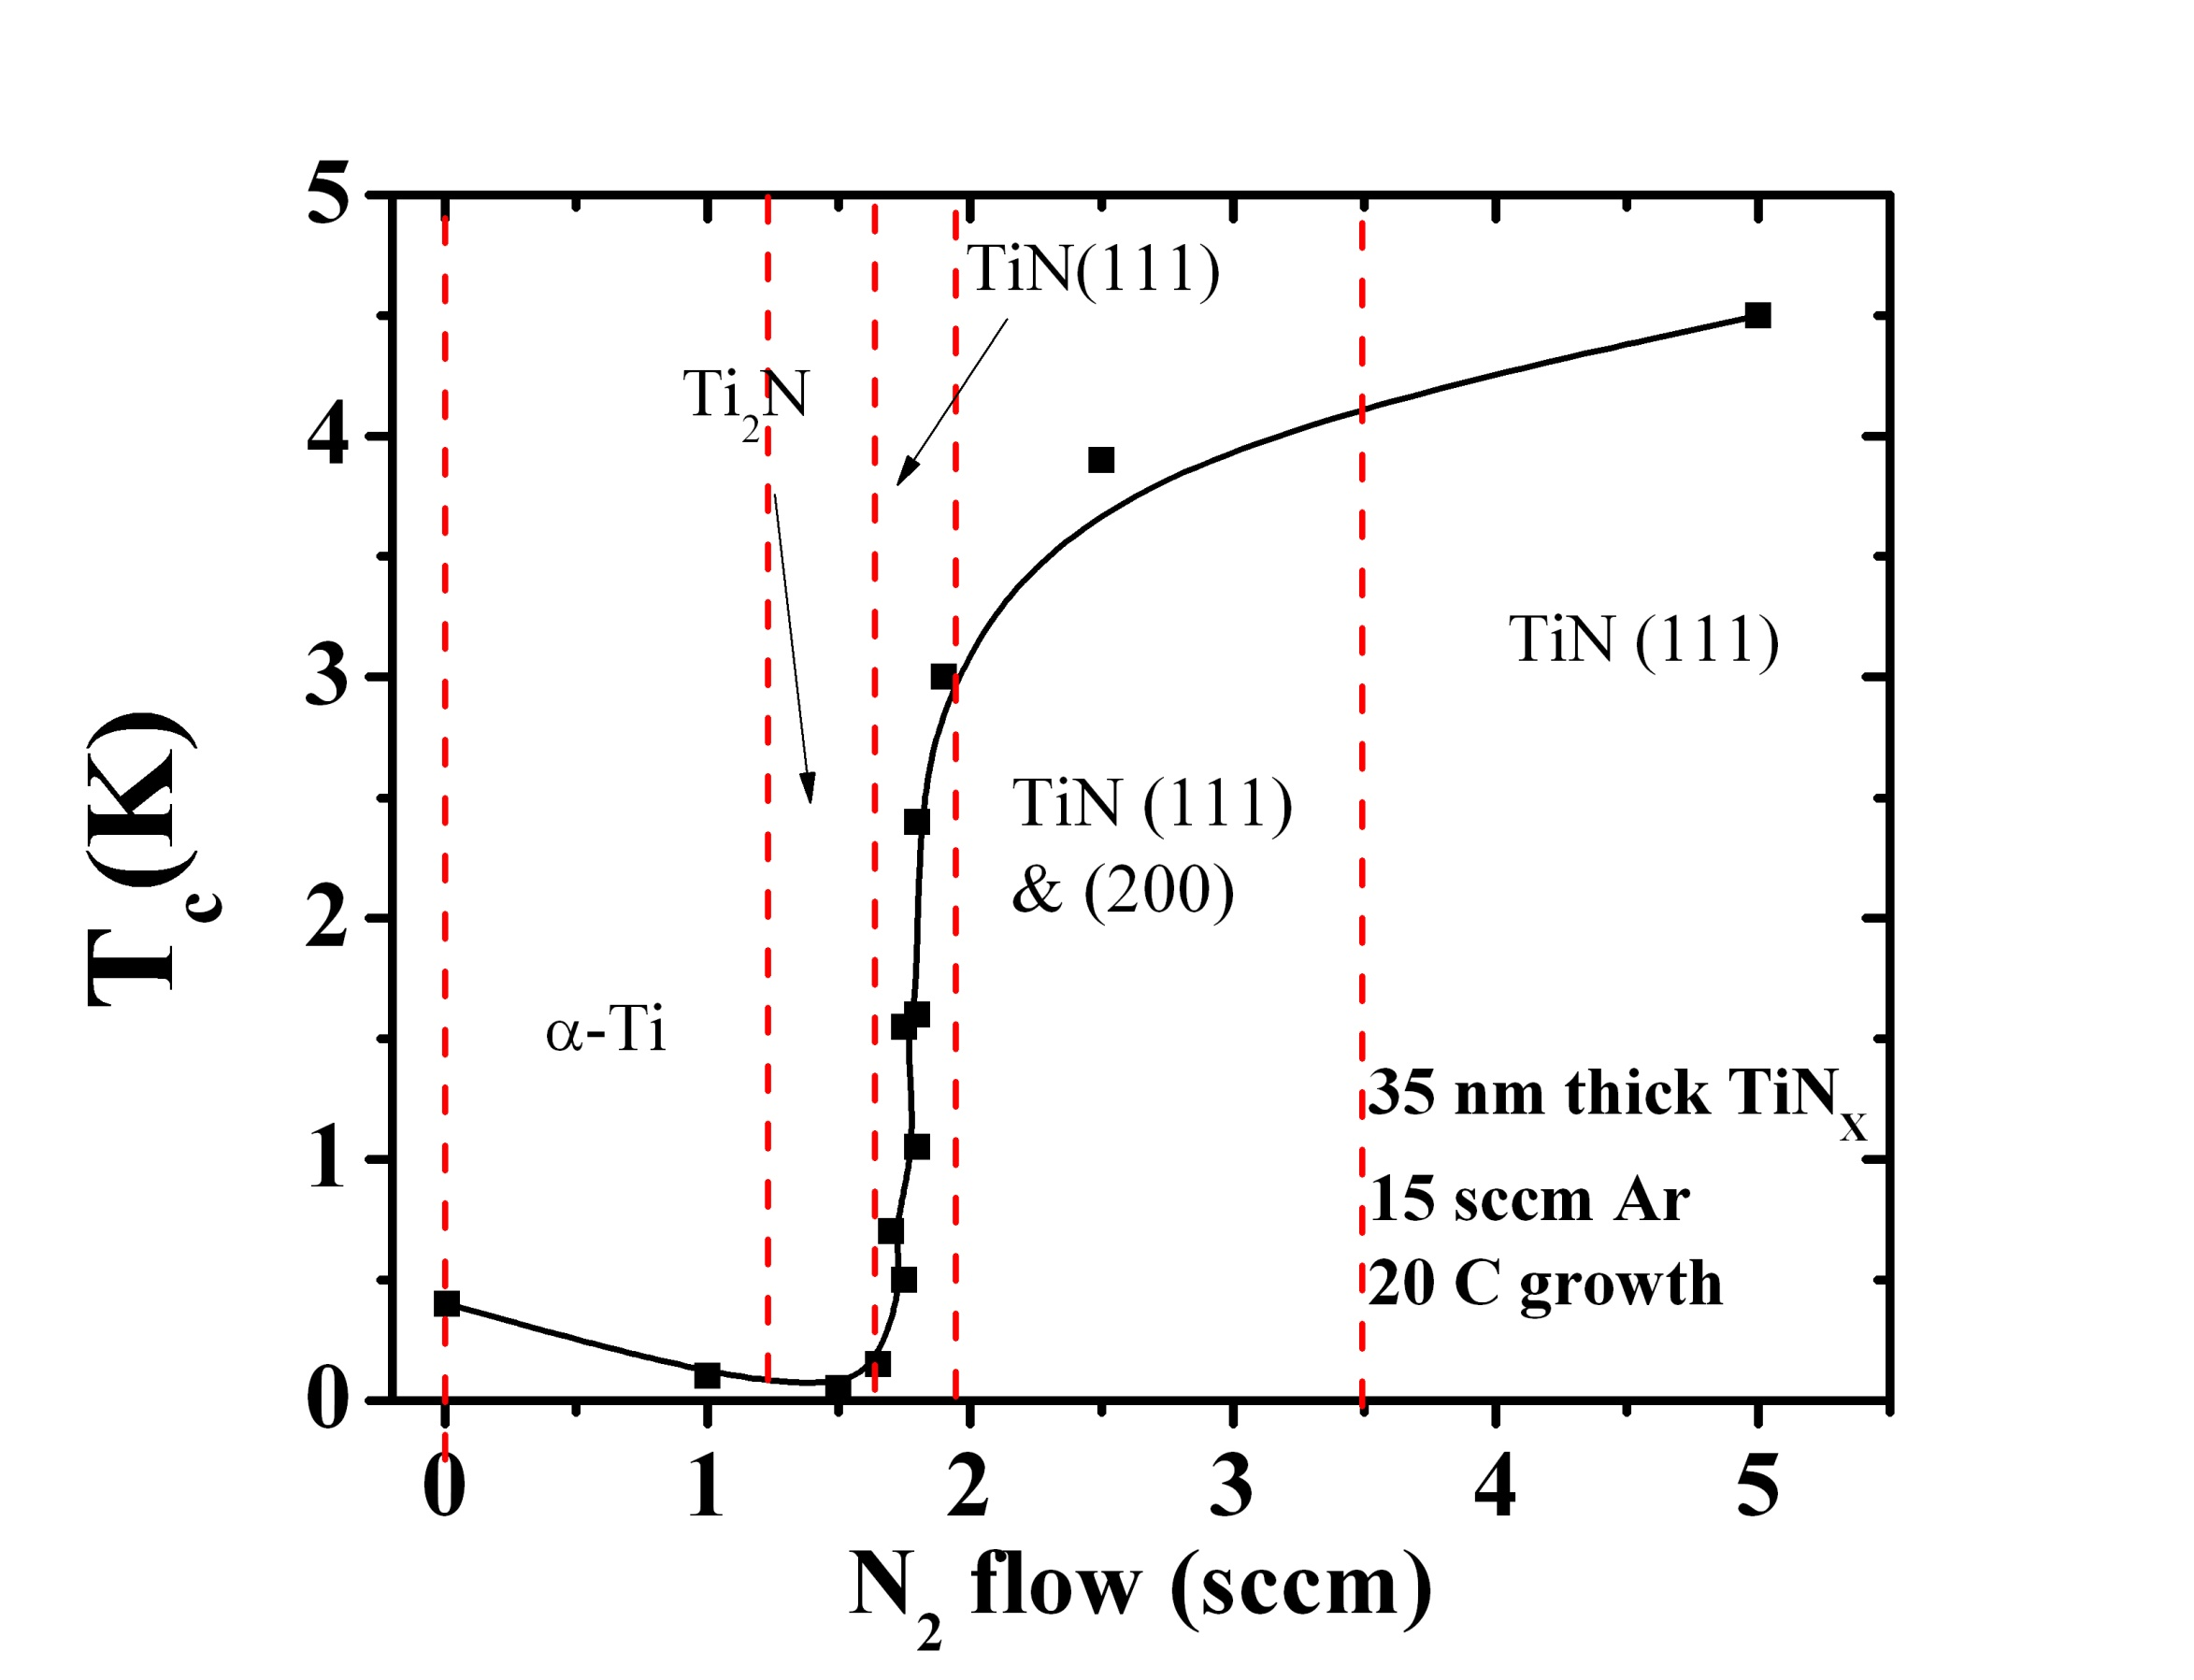 5
4
3
2
1
0
T_c (K)
TiN(111)
Ti₂N
TiN (111)
TiN (111)
& (200)
α-Ti
35 nm thick TiNₓ
15 sccm Ar
20 C growth
0 1 2 3 4 5
N₂ flow (sccm)